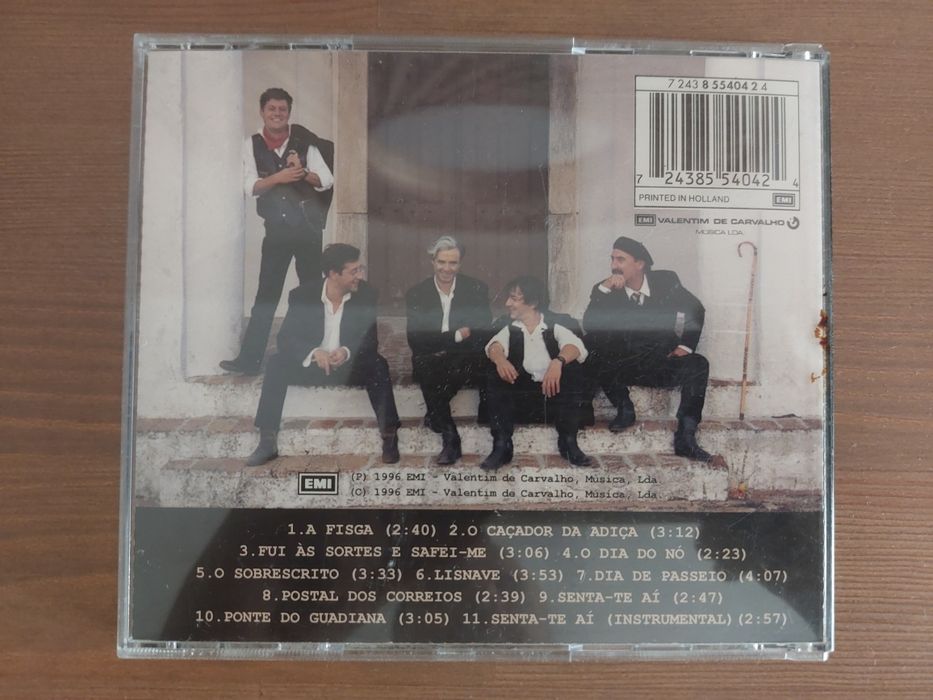 7 243 8 55404 2 4
7 24385 54042 4
PRINTED IN HOLLAND EMI
EMI VALENTIM DE CARVALHO
MÚSICA LDA.
EMI
(P) 1996 EMI - Valentim de Carvalho, Música, Lda
(C) 1996 EMI - Valentim de Carvalho, Música, Lda.
1.A FISGA (2:40) 2.O CAÇADOR DA ADIÇA (3:12)
3.FUI ÀS SORTES E SAFEI-ME (3:06) 4.O DIA DO NÓ (2:23)
5.O SOBRESCRITO (3:33) 6.LISNAVE (3:53) 7.DIA DE PASSEIO (4:07)
8.POSTAL DOS CORREIOS (2:39) 9.SENTA-TE AÍ (2:47)
10.PONTE DO GUADIANA (3:05) 11.SENTA-TE AÍ (INSTRUMENTAL)(2:57)